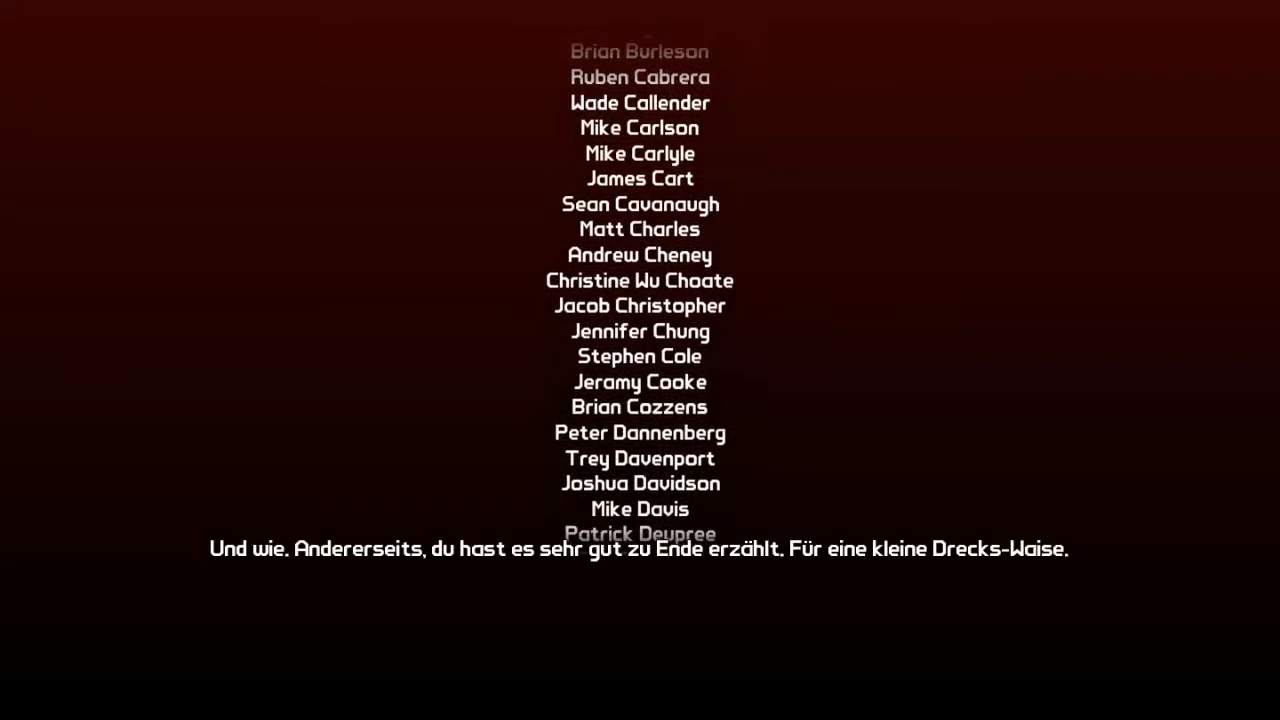 Brian Burleson
Ruben Cabrera
Wade Callender
Mike Carlson
Mike Carlyle
James Cart
Sean Cavanaugh
Matt Charles
Andrew Cheney
Christine Wu Choate
Jacob Christopher
Jennifer Chung
Stephen Cole
Jeramy Cooke
Brian Cozzens
Peter Dannenberg
Trey Davenport
Joshua Davidson
Mike Davis
Patrick Deupree
Und wie. Andererseits, du hast es sehr gut zu Ende erzählt. Für eine kleine Drecks-Waise.